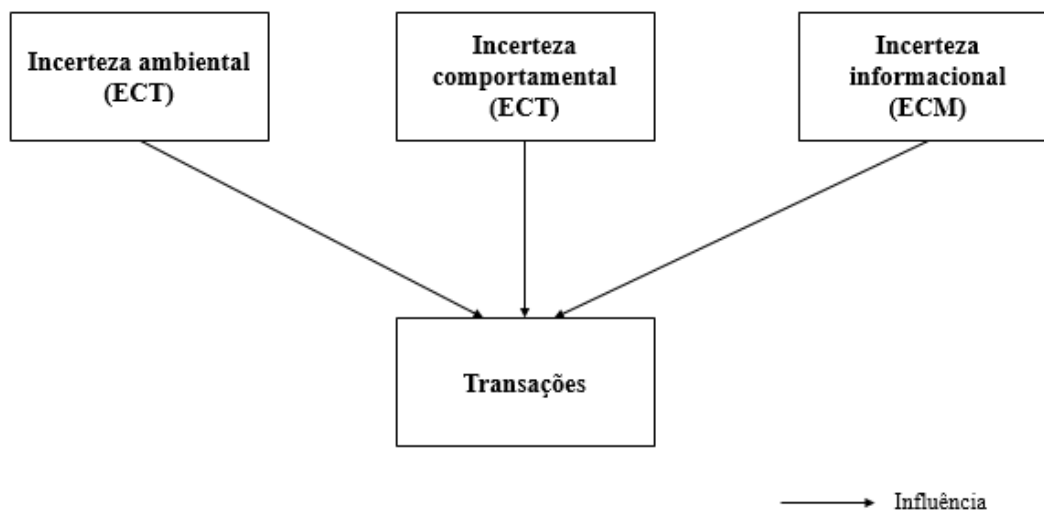 Incerteza ambiental
(ECT)
Incerteza
comportamental
(ECT)
Incerteza
informacional
(ECM)
Transações
Influência